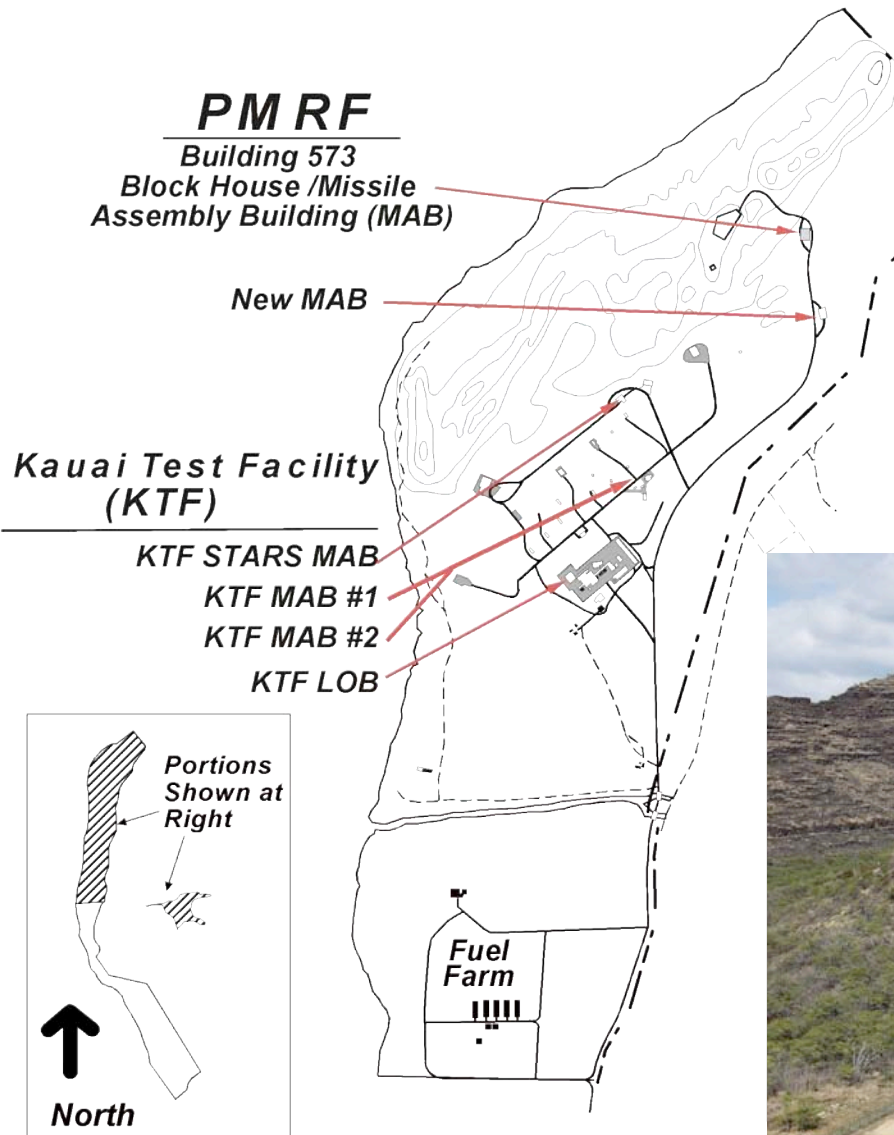 PMRF
Building 573
Block House /Missile
Assembly Building (MAB)
New MAB
Kauai Test Facility
(KTF)
KTF STARS MAB
KTF MAB #1
KTF MAB #2
KTF LOB
Portions
Shown at
Right
Fuel
Farm
North